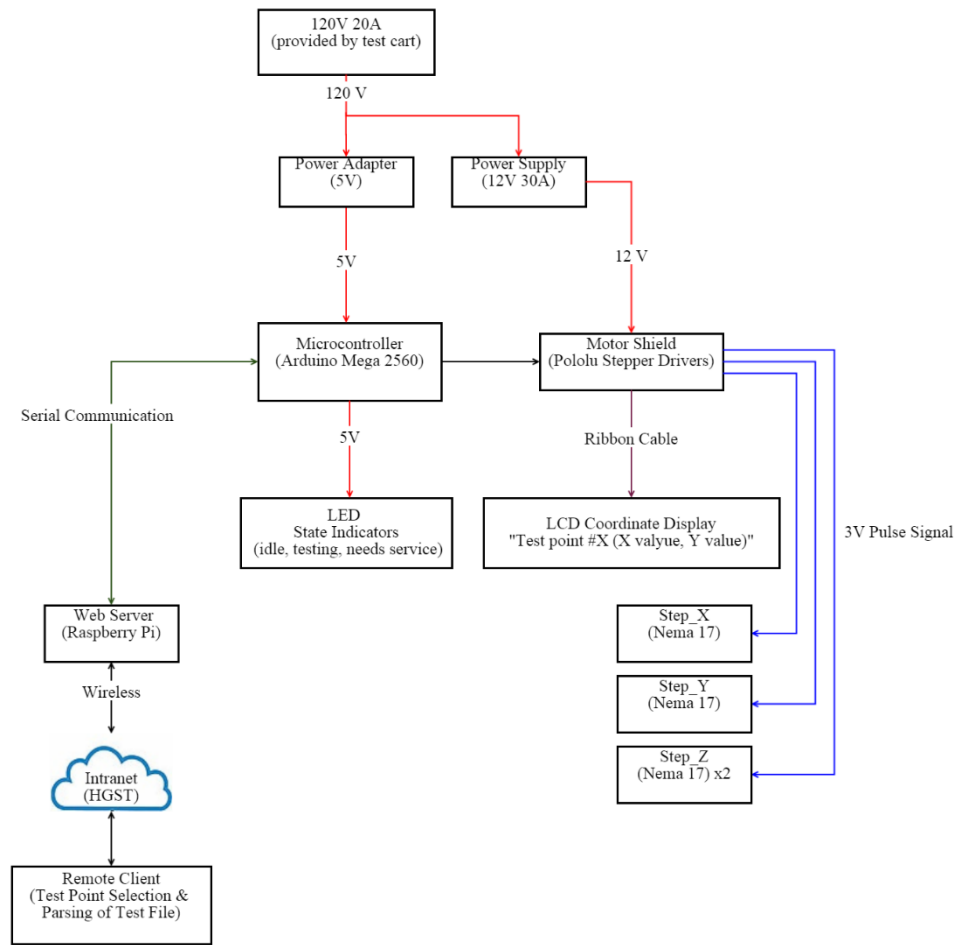 120V 20A
(provided by test cart)
120 V
Power Adapter
(5V)
Power Supply
(12V 30A)
5V
12 V
Microcontroller
(Arduino Mega 2560)
Motor Shield
(Pololu Stepper Drivers)
Serial Communication
5V
Ribbon Cable
LED
State Indicators
(idle, testing, needs service)
LCD Coordinate Display
"Test point #X (X valyue, Y value)"
3V Pulse Signal
Web Server
(Raspberry Pi)
Step_X
(Nema 17)
Wireless
Step_Y
(Nema 17)
Intranet
(HGST)
Step_Z
(Nema 17) x2
Remote Client
(Test Point Selection &
Parsing of Test File)